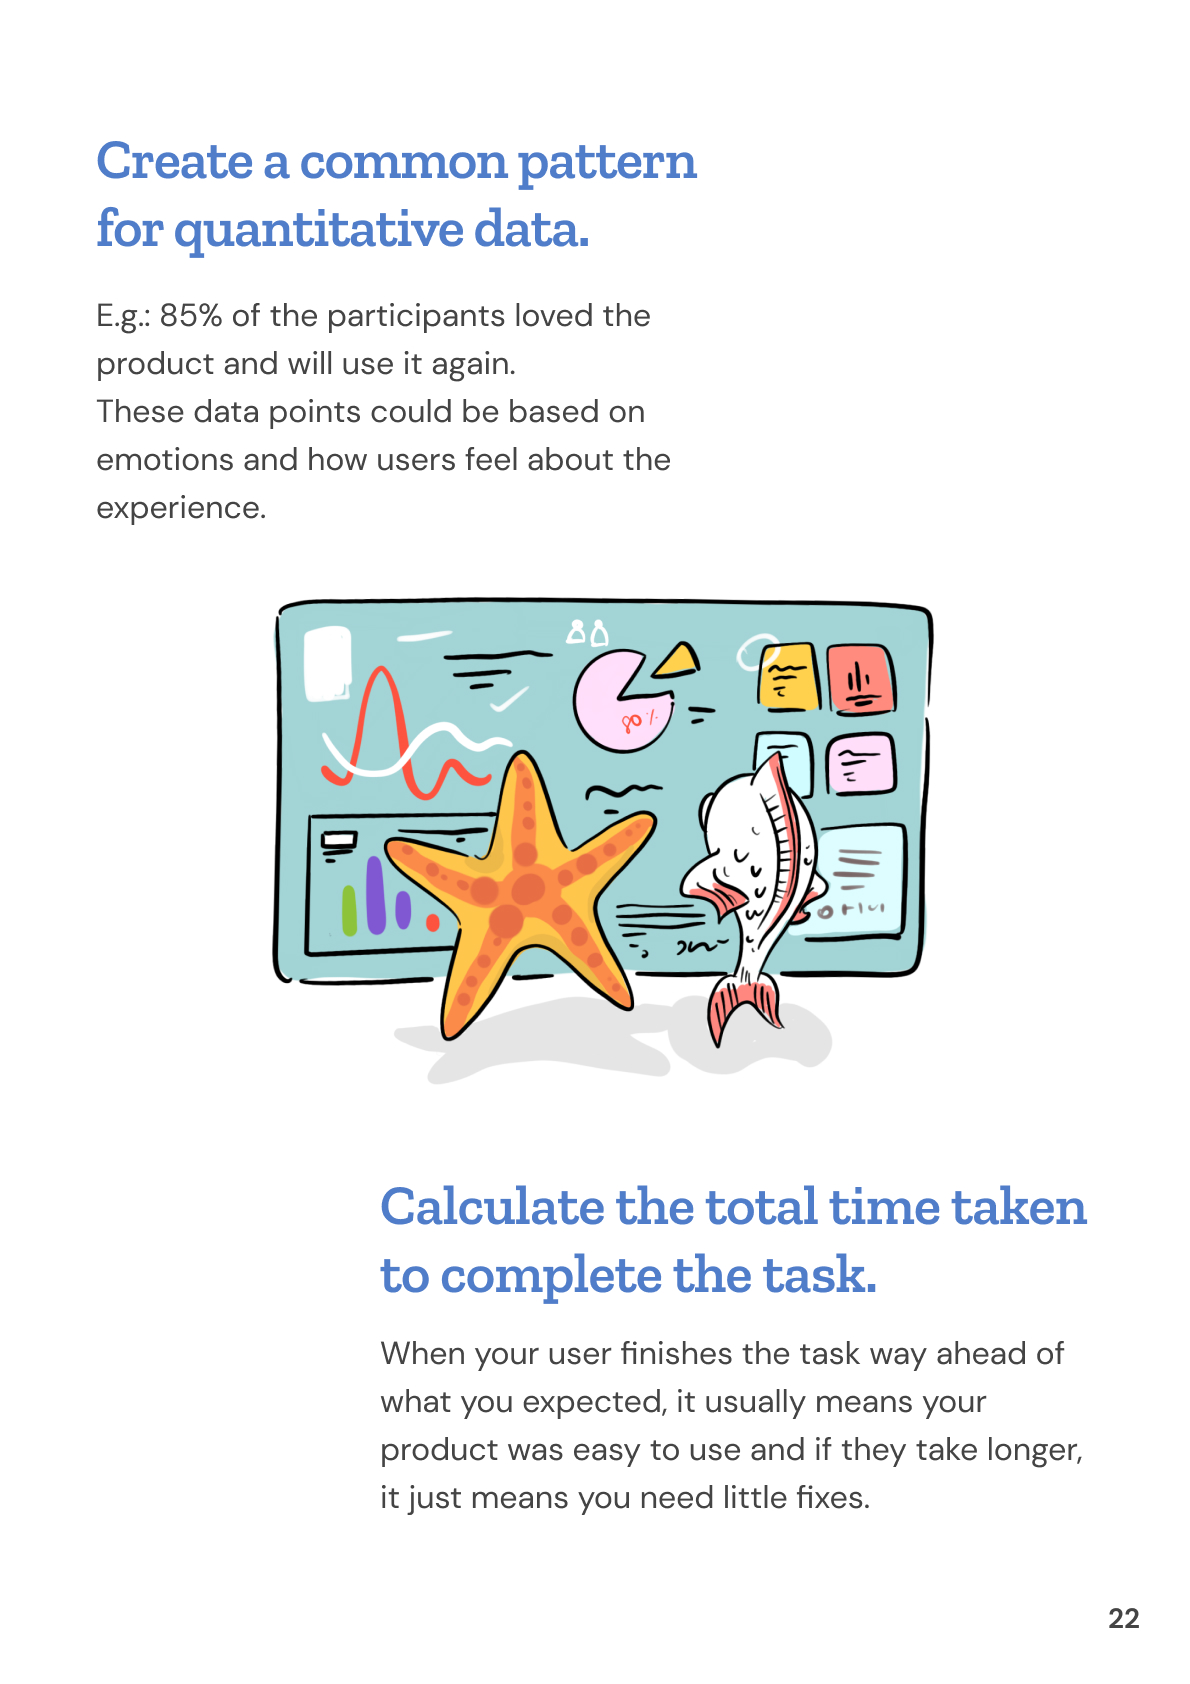 Create a common pattern
for quantitative data.
E.g.: 85% of the participants loved the
product and will use it again.
These data points could be based on
emotions and how users feel about the
experience.
80%
Calculate the total time taken
to complete the task.
When your user finishes the task way ahead of
what you expected, it usually means your
product was easy to use and if they take longer,
it just means you need little fixes.
22